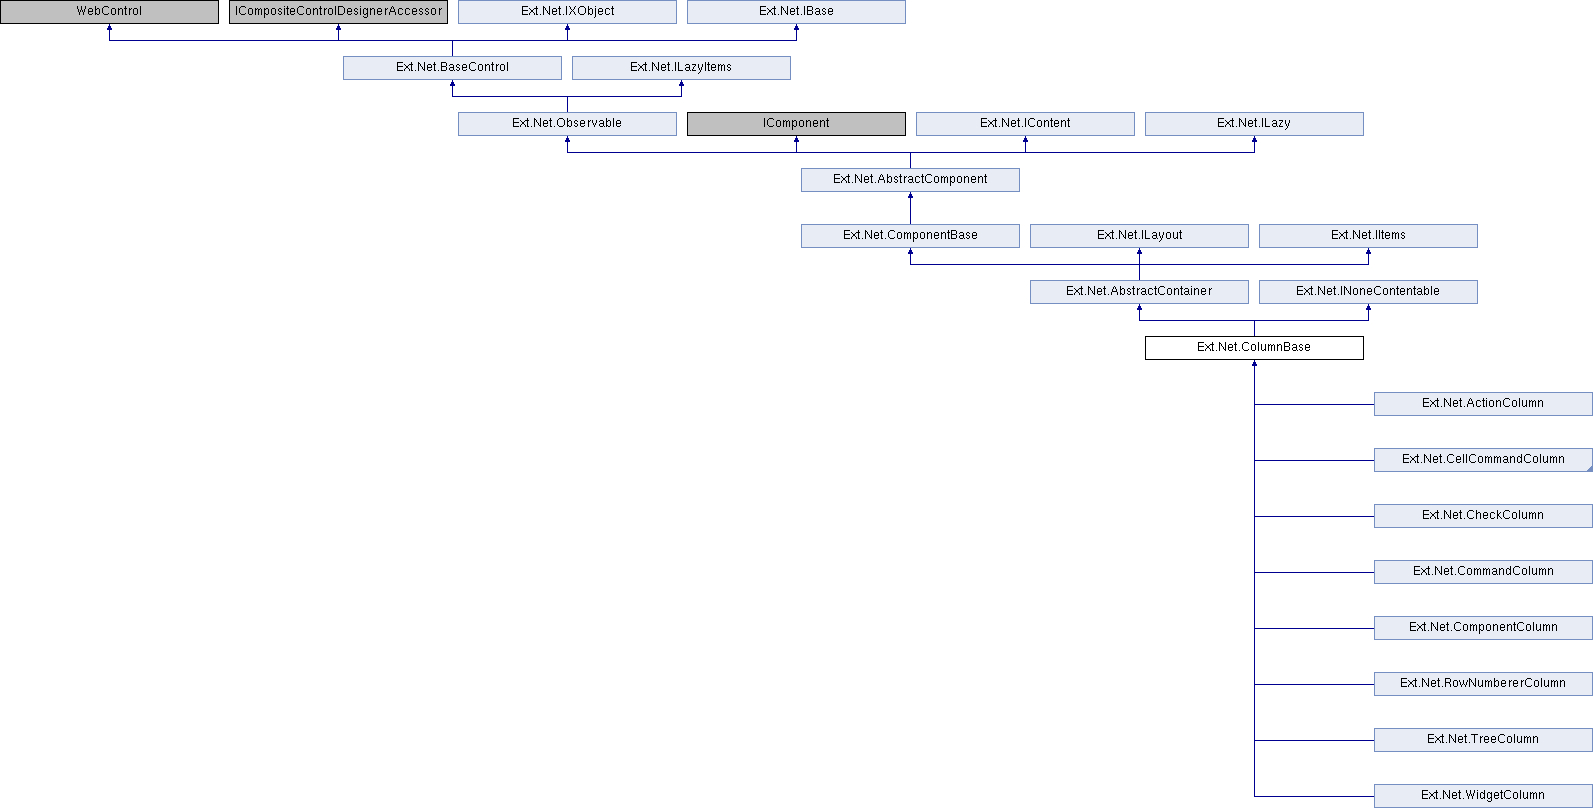 WebControl
ICompositeControlDesignerAccessor
Ext.Net.IXObject
Ext.Net.IBase
Ext.Net.BaseControl
Ext.Net.ILazyItems
Ext.Net.Observable
IComponent
Ext.Net.IContent
Ext.Net.ILazy
Ext.Net.AbstractComponent
Ext.Net.ComponentBase
Ext.Net.ILayout
Ext.Net.IItems
Ext.Net.AbstractContainer
Ext.Net.INoneContentable
Ext.Net.ColumnBase
Ext.Net.ActionColumn
Ext.Net.CellCommandColumn
Ext.Net.CheckColumn
Ext.Net.CommandColumn
Ext.Net.ComponentColumn
Ext.Net.RowNumbererColumn
Ext.Net.TreeColumn
Ext.Net.WidgetColumn